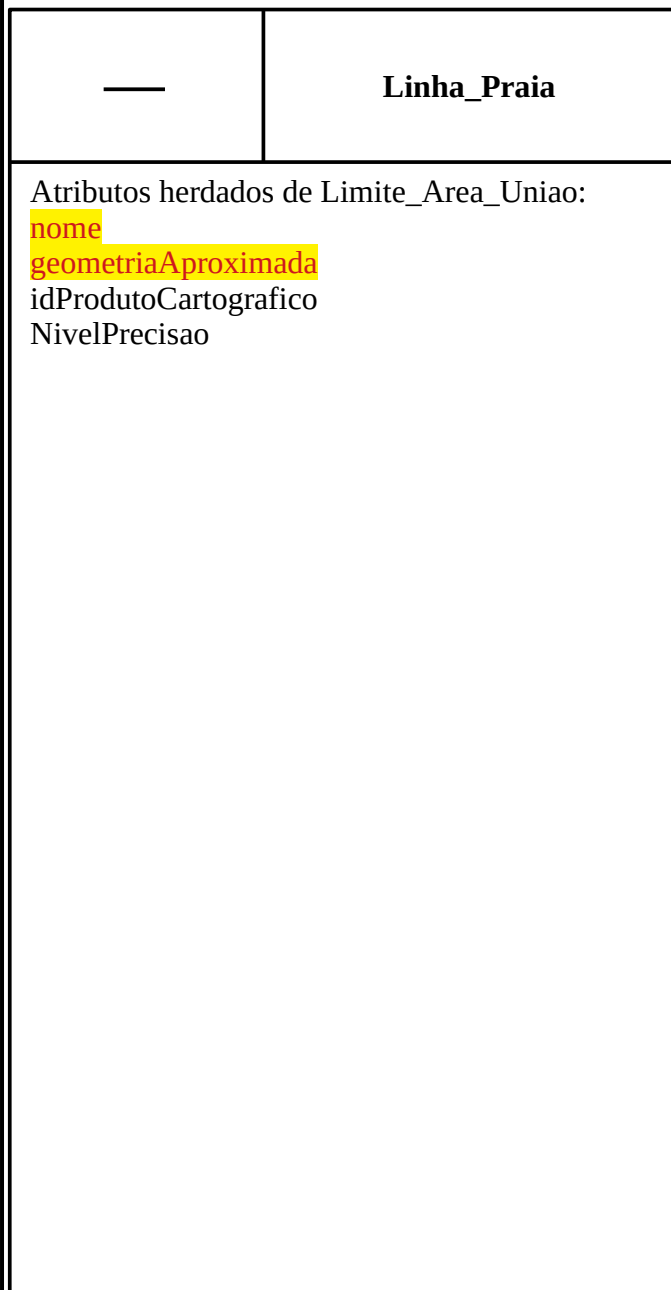 Linha_Praia
Atributos herdados de Limite_Area_Uniao:
nome
geometriaAproximada
idProdutoCartografico
NivelPrecisao